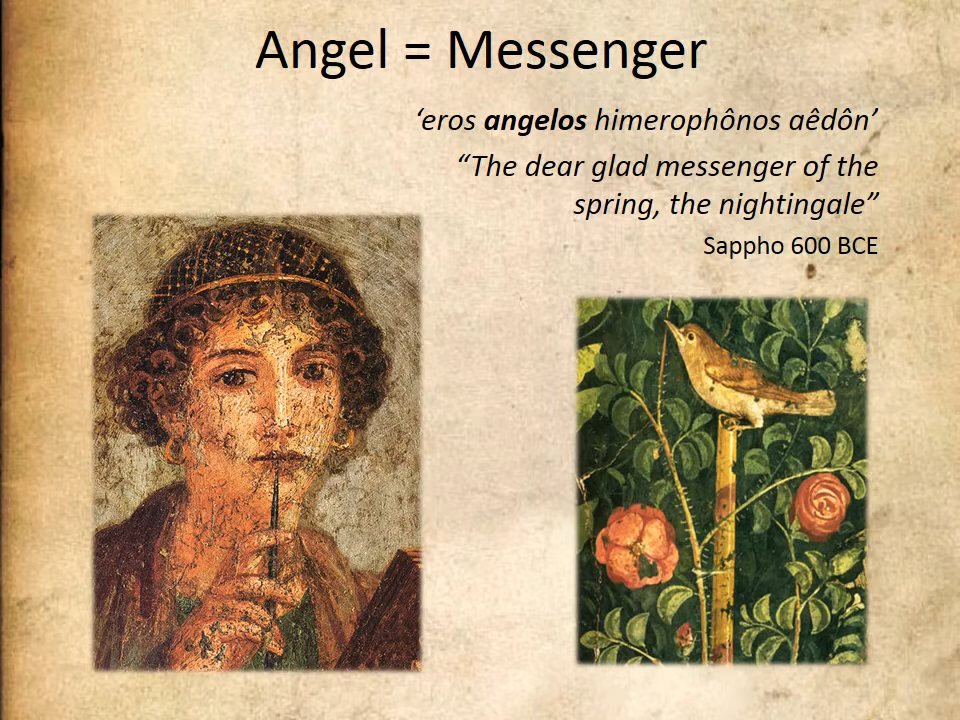 Angel = Messenger
‘eros angelos himerophônos aêdôn’
“The dear glad messenger of the
spring, the nightingale”
Sappho 600 BCE